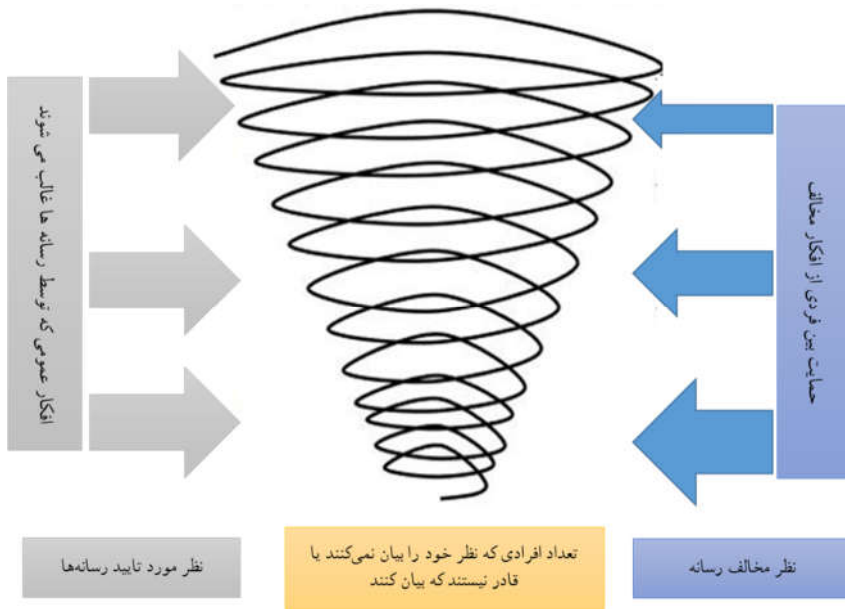 حمایت بین فردی از افکار مخالف
افکار عمومی که توسط رسانه ها غالب می شوند
نظر مخالف رسانه
تعداد افرادی که نظر خود را بیان نمی‌کنند یا
قادر نیستند که بیان کنند
نظر مورد تایید رسانه‌ها